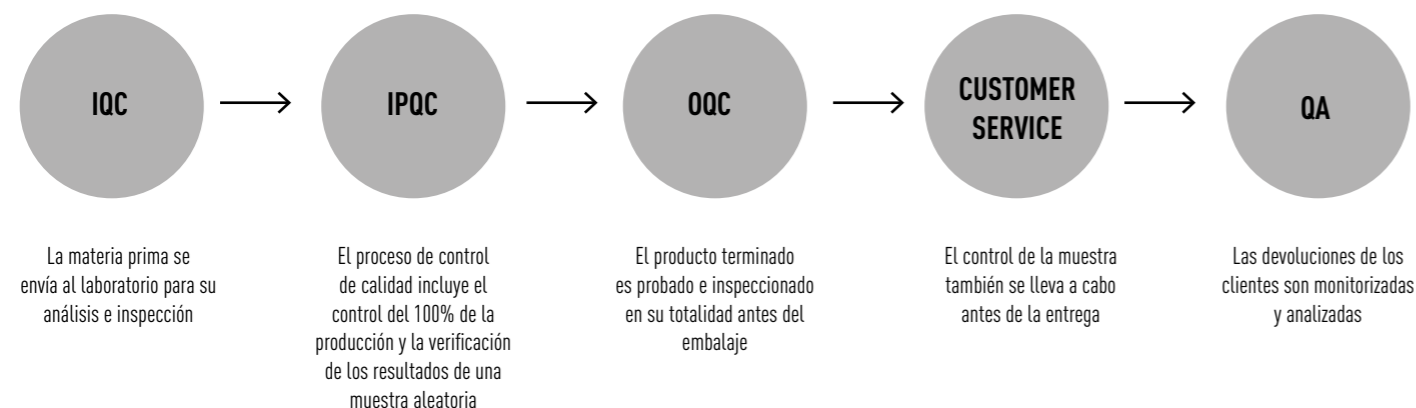 IQC
IPQC
OQC
CUSTOMER
SERVICE
QA
La materia prima se
envía al laboratorio para su
análisis e inspección
El proceso de control
de calidad incluye el
control del 100% de la
producción y la verificación
de los resultados de una
muestra aleatoria
El producto terminado
es probado e inspeccionado
en su totalidad antes del
embalaje
El control de la muestra
también se lleva a cabo
antes de la entrega
Las devoluciones de los
clientes son monitorizadas
y analizadas